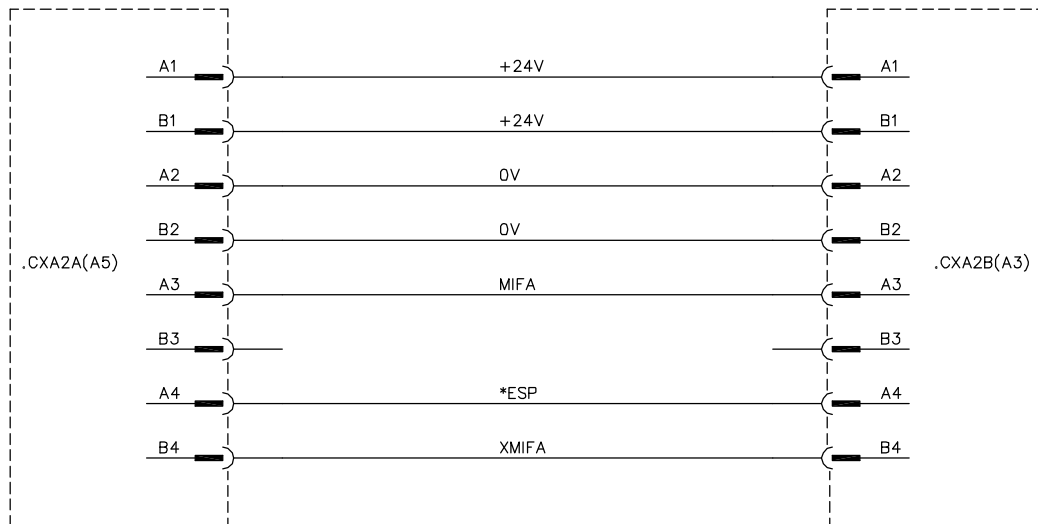 A1 +24V A1
B1 +24V B1
A2 0V A2
B2 0V B2
.CXA2A(A5) .CXA2B(A3)
A3 MIFA A3
B3 B3
A4 *ESP A4
B4 XMIFA B4